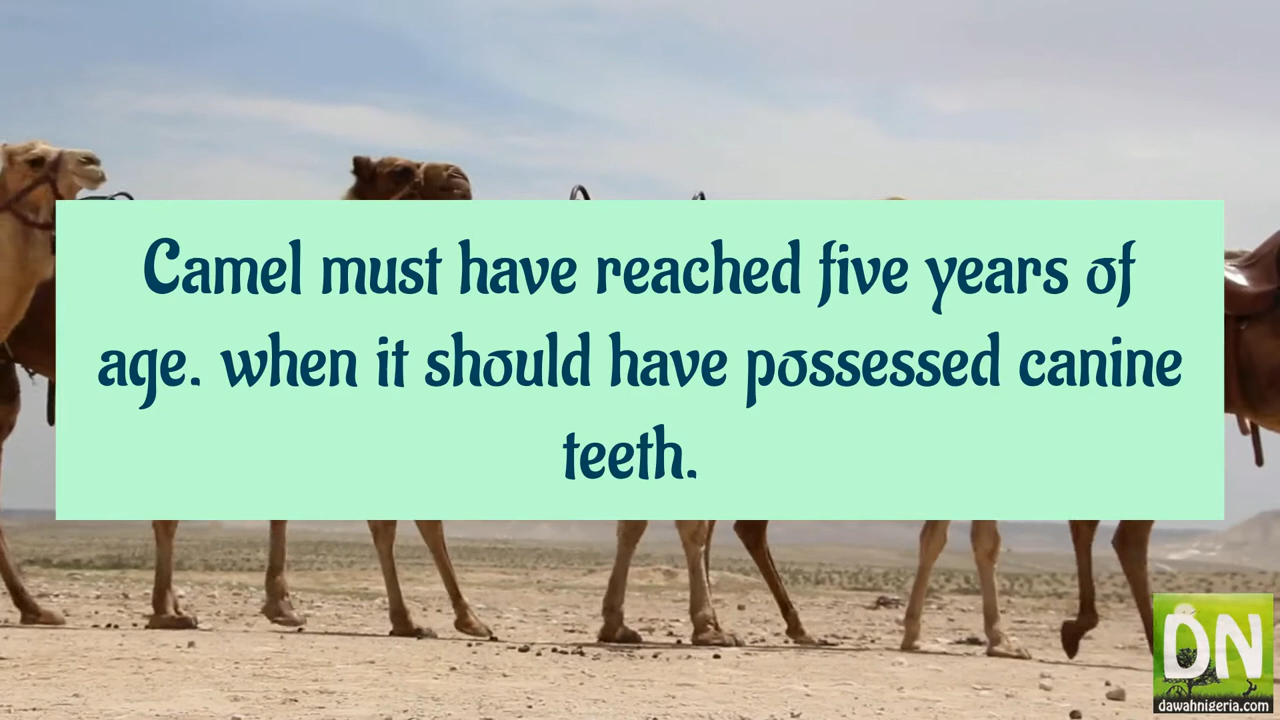 Camel must have reached five years of
age. when it should have possessed canine
teeth.
DN
dawahnigeria.com